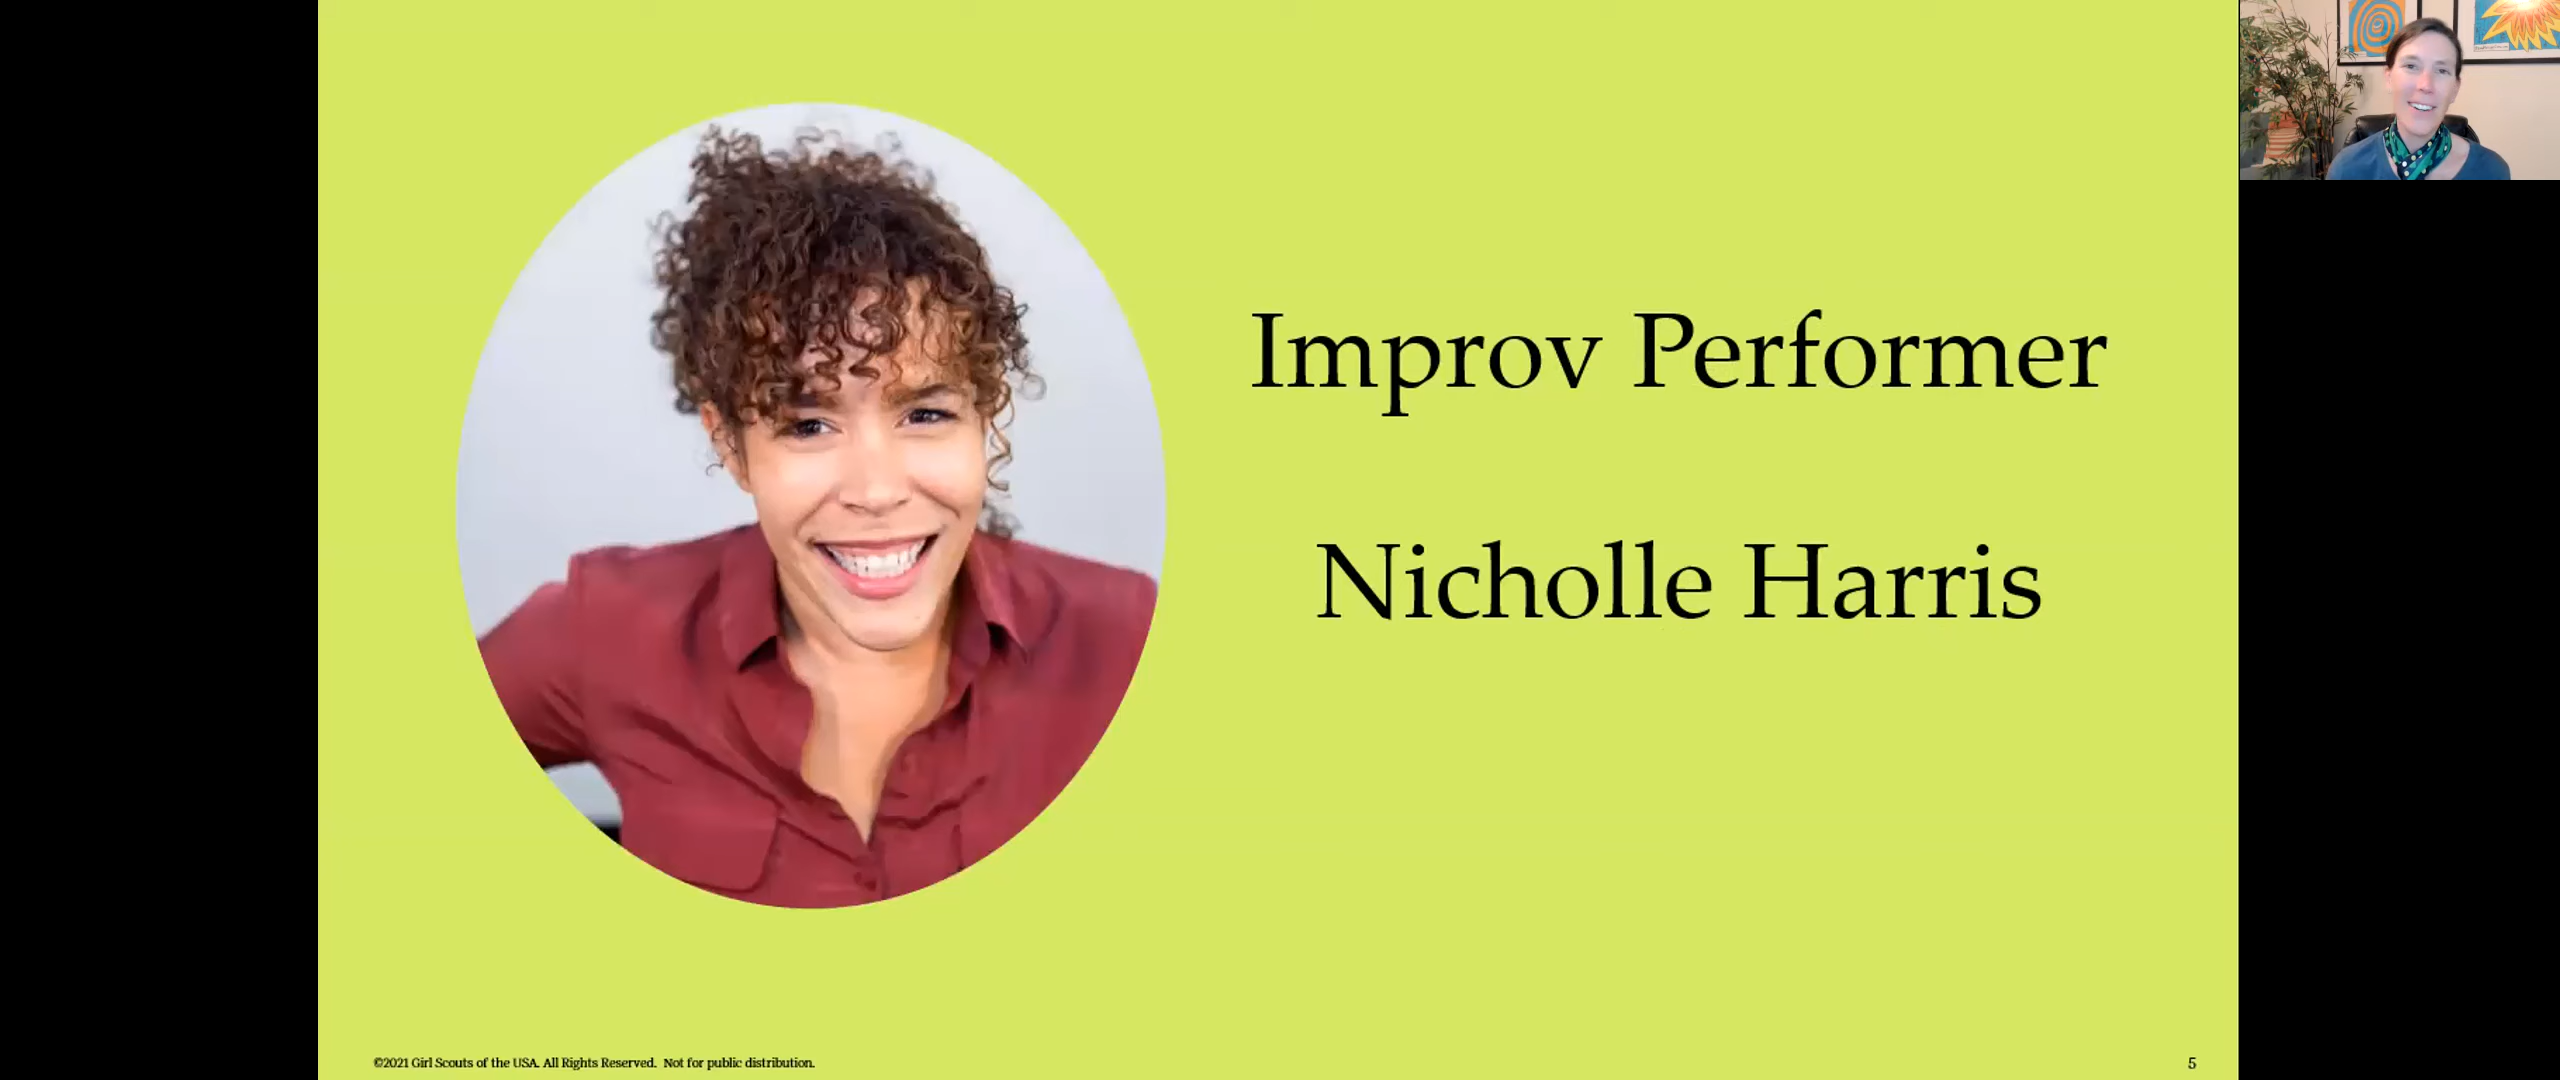 Improv Performer
Nicholle Harris
©2021 Girl Scouts of the USA. All Rights Reserved. Not for public distribution.
5